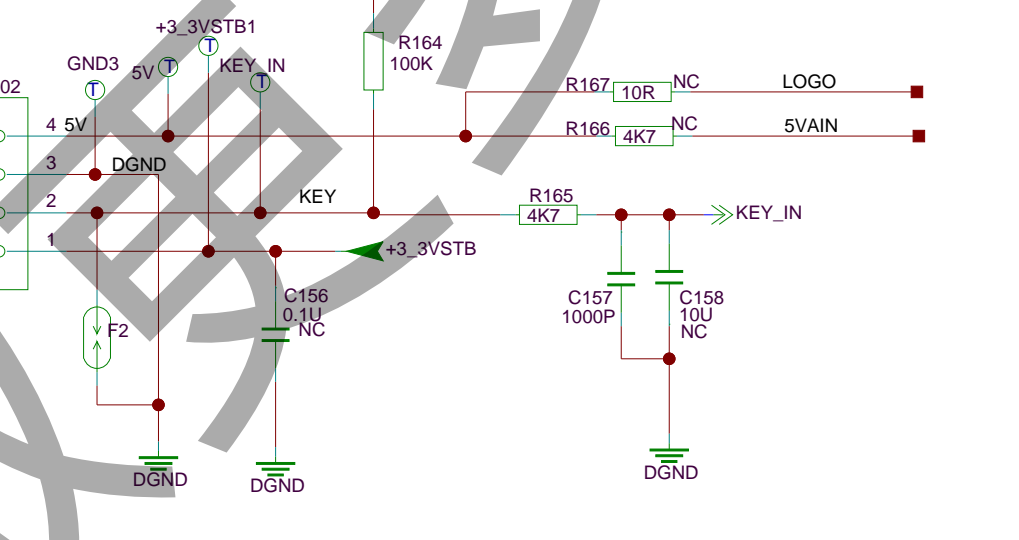 +3_3VSTB1
GND3
5V
KEY_IN
T
T
T
T
R164
100K
02
R167
10R
NC
LOGO
4
5V
R166
4K7
NC
5VAIN
3
DGND
2
KEY
R165
4K7
KEY_IN
1
+3_3VSTB
C156
0.1U
NC
C157
1000P
C158
10U
NC
F2
DGND
DGND
DGND